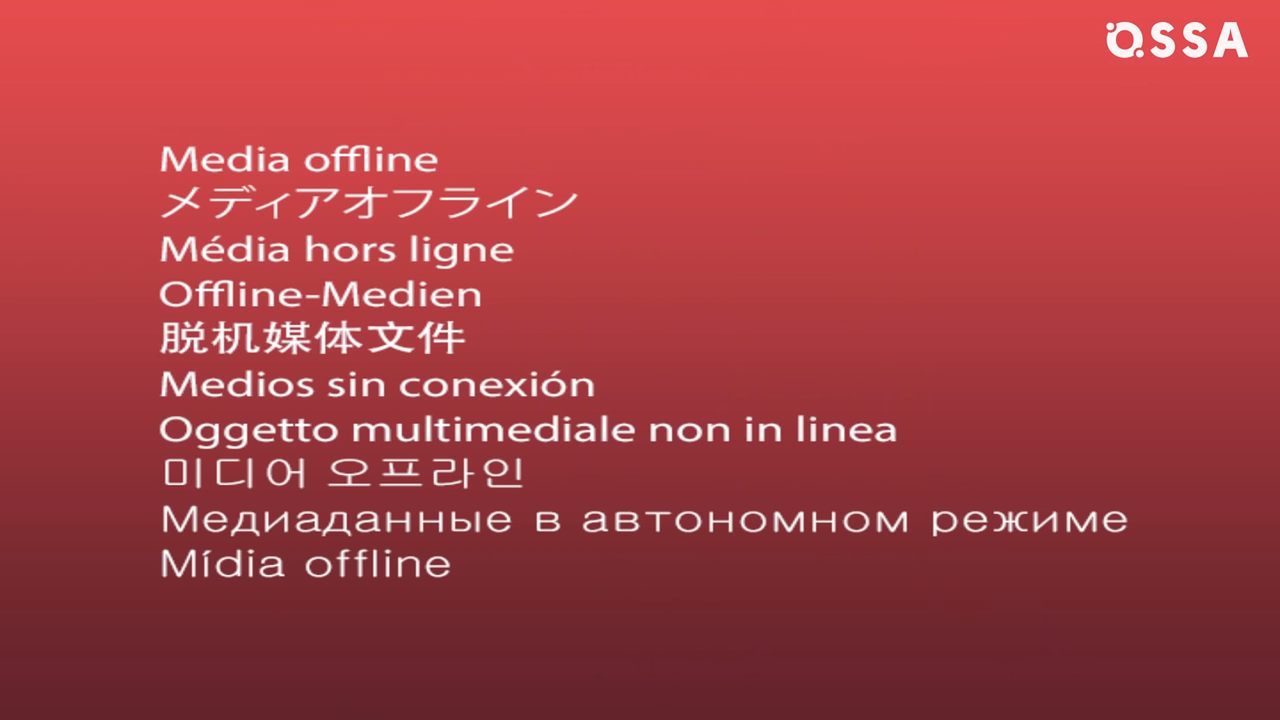 QSSA
Media offline
メディアオフライン
Média hors ligne
Offline-Medien
脱机媒体文件
Medios sin conexión
Oggetto multimediale non in linea
미디어 오프라인
Медиаданные в автономном режиме
Mídia offline